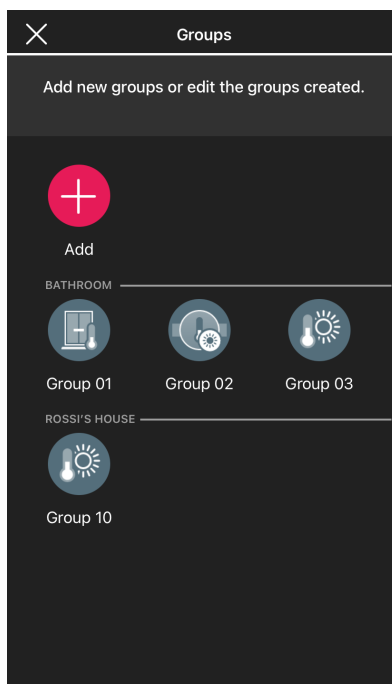 Groups
Add new groups or edit the groups created.
Add
BATHROOM
Group 01
Group 02
Group 03
ROSSI'S HOUSE
Group 10